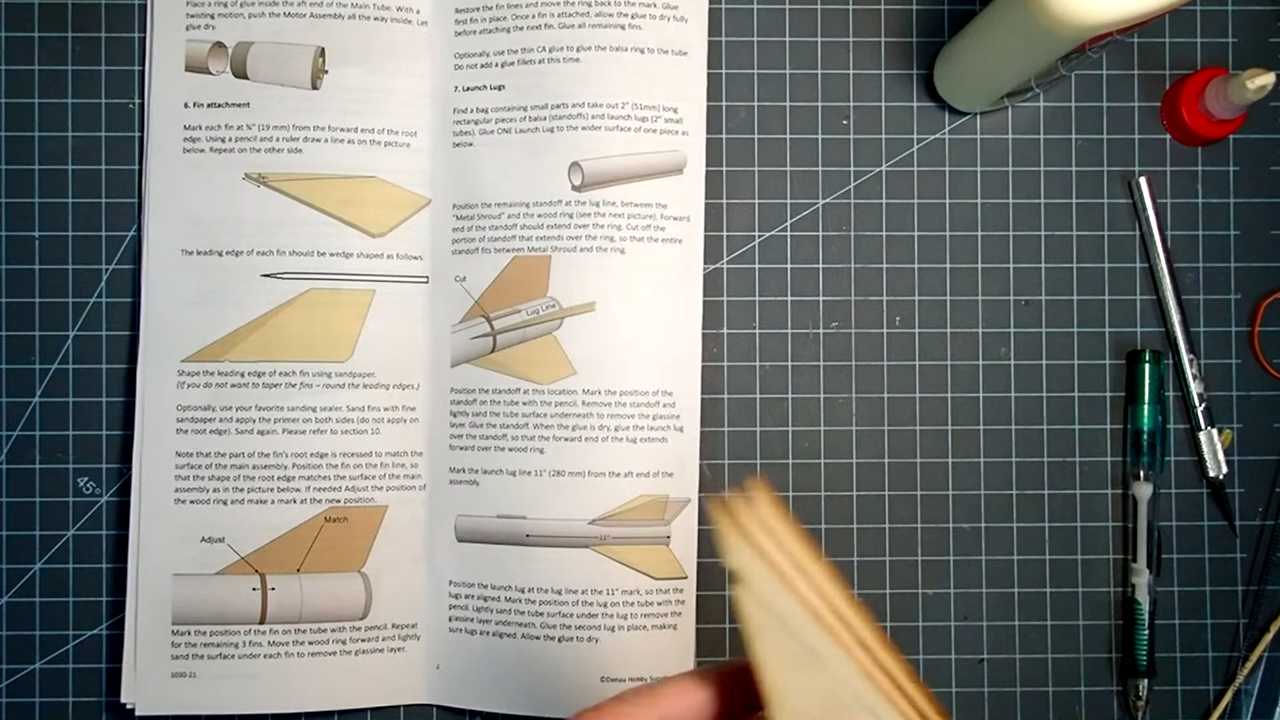 Place a ring of glue inside the aft end of the Main Tube. With a
twisting motion, push the Motor Assembly all the way inside. Let
glue dry.
6. Fin attachment
Mark each fin at ¾" (19 mm) from the forward end of the root
edge. Using a pencil and a ruler draw a line as on the picture
below. Repeat on the other side.
The leading edge of each fin should be wedge shaped as follows.
Shape the leading edge of each fin using sandpaper.
(If you do not want to taper the fins – round the leading edges.)
Optionally, use your favorite sanding sealer. Sand fins with fine
sandpaper and apply the primer on both sides (do not apply on
the root edge). Sand again. Please refer to section 10.
Note that the part of the fin's root edge is recessed to match the
surface of the main assembly. Position the fin on the fin line, so
that the shape of the root edge matches the surface of the main
assembly as in the picture below. If needed Adjust the position of
the wood ring and make a mark at the new position.
Match
Adjust
Mark the position of the fin on the tube with the pencil. Repeat
for the remaining 3 fins. Move the wood ring forward and lightly
sand the surface under each fin to remove the glassine layer.
1030-21
Restore the fin lines and move the ring back to the mark. Glue
first fin in place. Once a fin is attached, allow the glue to dry fully
before attaching the next fin. Glue all remaining fins.
Optionally, use the thin CA glue to glue the balsa ring to the tube.
Do not add a glue fillets at this time.
7. Launch Lugs
Find a bag containing small parts and take out 2" (51mm) long
rectangular pieces of balsa (standoffs) and launch lugs (2" small
tubes). Glue ONE Launch Lug to the wider surface of one piece as
below.
Position the remaining standoff at the lug line, between the
"Metal Shroud" and the wood ring (see the next picture). Forward
end of the standoff should extend over the ring. Cut off the
portion of standoff that extends over the ring, so that the entire
standoff fits between Metal Shroud and the ring.
Cut
Lug Line
Position the standoff at this location. Mark the position of the
standoff on the tube with the pencil. Remove the standoff and
lightly sand the tube surface underneath to remove the glassine
layer. Glue the standoff. When the glue is dry, glue the launch lug
over the standoff, so that the forward end of the lug extends
forward over the wood ring.
Mark the launch lug line 11" (280 mm) from the aft end of the
assembly.
11"
Position the launch lug at the lug line at the 11" mark, so that the
lugs are aligned. Mark the position of the lug on the tube with the
pencil. Lightly sand the tube surface under the lug to remove the
glassine layer underneath. Glue the second lug in place, making
sure lugs are aligned. Allow the glue to dry.
©Denau Hobby
45°